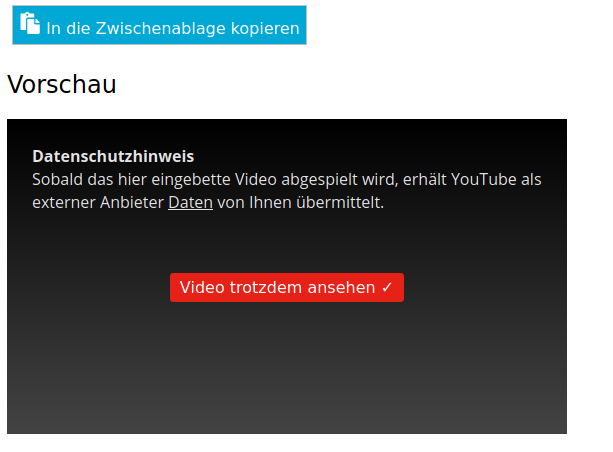 In die Zwischenablage kopieren
Vorschau
Datenschutzhinweis
Sobald das hier eingebette Video abgespielt wird, erhält YouTube als
externer Anbieter Daten von Ihnen übermittelt.
Video trotzdem ansehen ✓